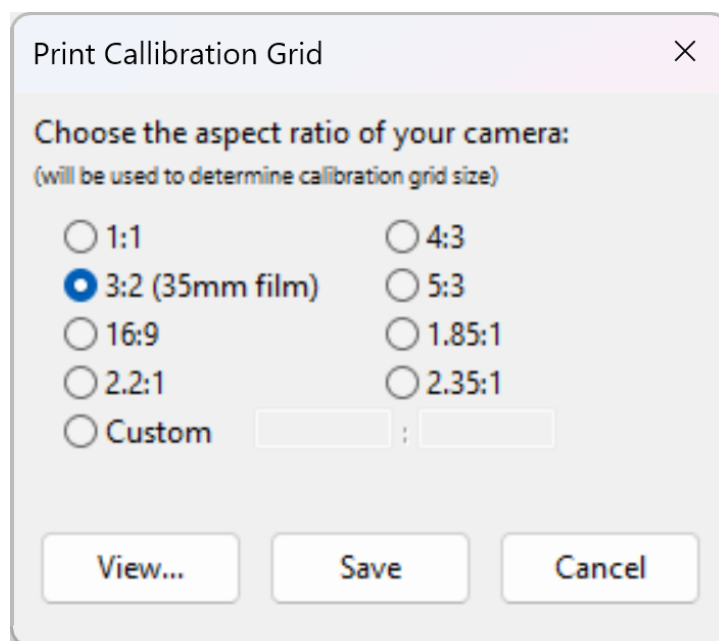 Print Callibration Grid
Choose the aspect ratio of your camera:
(will be used to determine calibration grid size)
1:1 4:3
3:2 (35mm film) 5:3
16:9 1.85:1
2.2:1 2.35:1
Custom :
View... Save Cancel